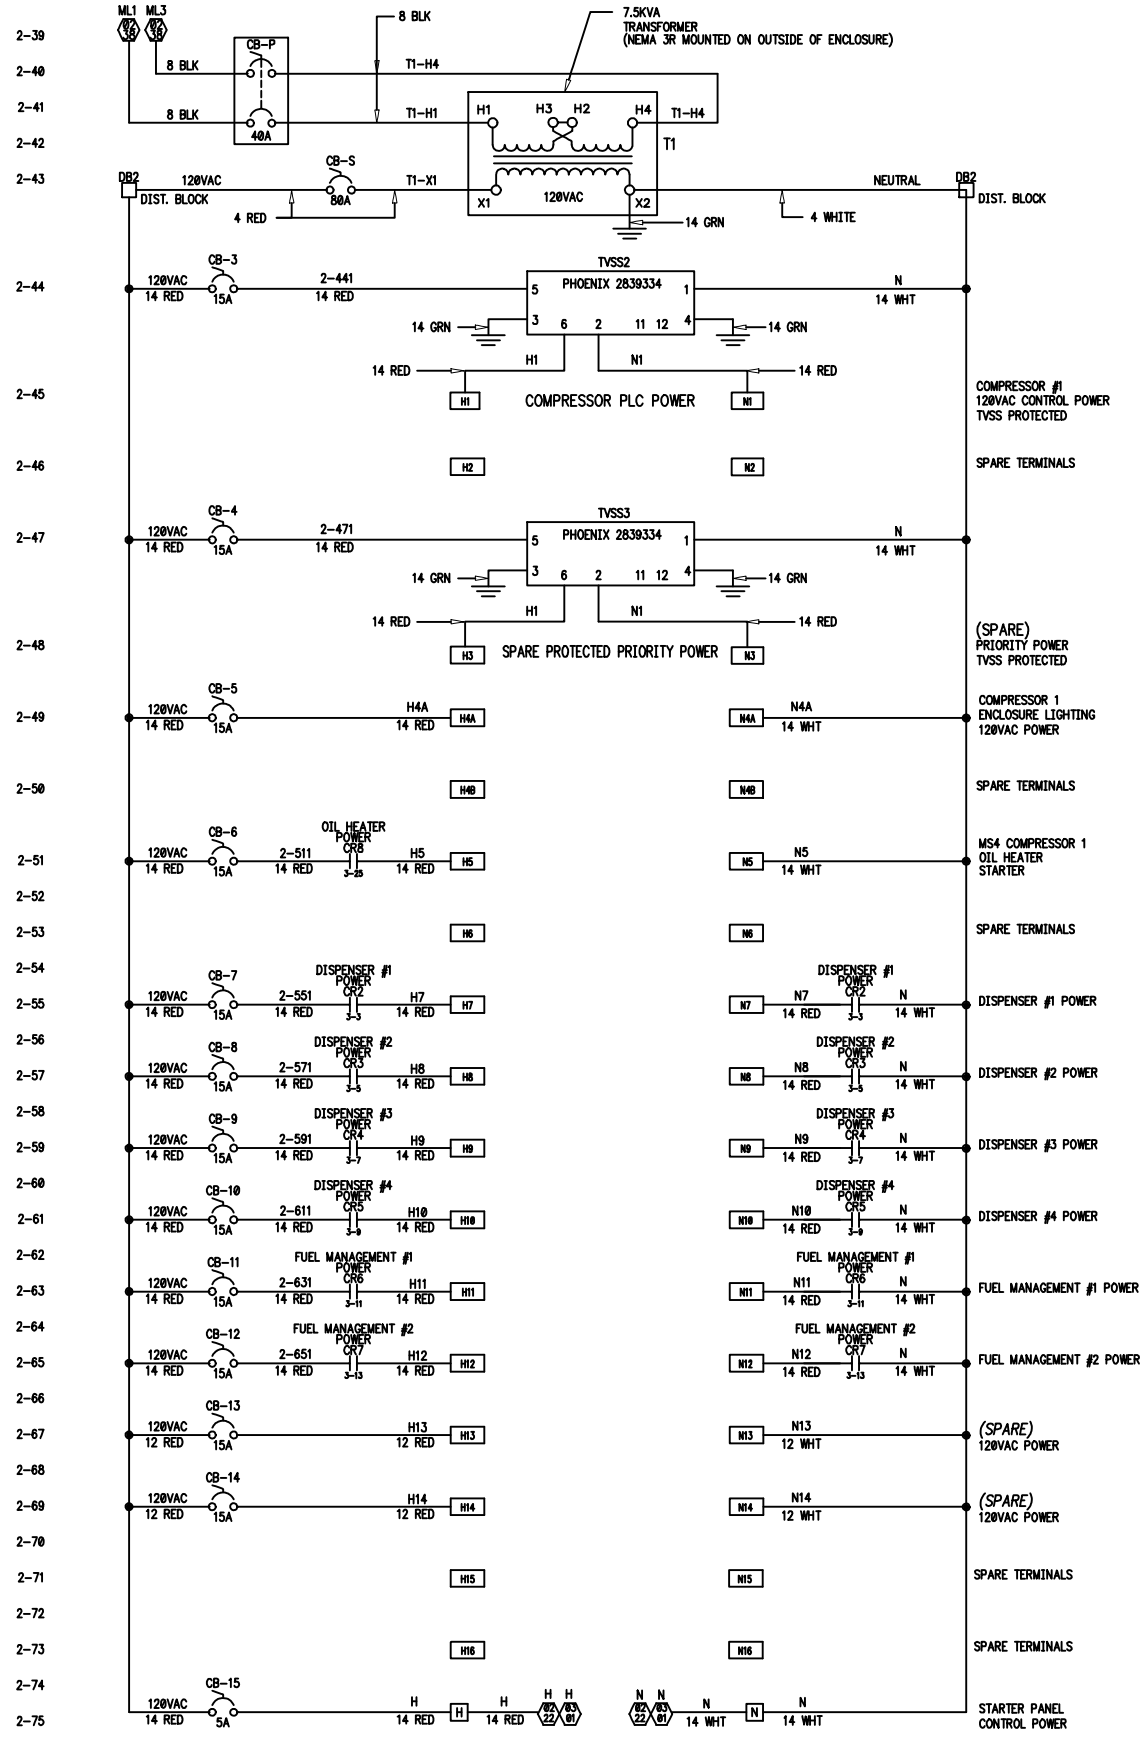 ML1 ML3
02 02
38 38
8 BLK
7.5KVA
TRANSFORMER
(NEMA 3R MOUNTED ON OUTSIDE OF ENCLOSURE)
2-39
CB-P
2-40
8 BLK
T1-H4
2-41
8 BLK
T1-H1
H1 H3 H2 H4
T1-H4
40A
2-42
T1
2-43
DB2
120VAC
CB-S
T1-X1
NEUTRAL
DB2
DIST. BLOCK
80A
X1
120VAC
X2
DIST. BLOCK
4 RED
14 GRN
4 WHITE
CB-3
TVSS2
2-44
120VAC
2-441
5
PHOENIX 2839334
1
N
14 RED
15A
14 RED
14 WHT
14 GRN
3 6 2 11 12 4
14 GRN
H1
N1
14 RED
14 RED
2-45
H1
COMPRESSOR PLC POWER
N1
COMPRESSOR #1
120VAC CONTROL POWER
TVSS PROTECTED
2-46
H2
N2
SPARE TERMINALS
CB-4
TVSS3
2-47
120VAC
2-471
5
PHOENIX 2839334
1
N
14 RED
15A
14 RED
14 WHT
14 GRN
3 6 2 11 12 4
14 GRN
H1
N1
14 RED
14 RED
2-48
H3
SPARE PROTECTED PRIORITY POWER
N3
(SPARE)
PRIORITY POWER
TVSS PROTECTED
CB-5
2-49
120VAC
H4A
H4A
N4A
N4A
14 RED
15A
14 RED
14 WHT
COMPRESSOR 1
ENCLOSURE LIGHTING
120VAC POWER
2-50
H4B
N4B
SPARE TERMINALS
CB-6
OIL HEATER
POWER
CR8
2-51
120VAC
2-511
H5
H5
N5
N5
14 RED
15A
14 RED
3-25
14 RED
14 WHT
MS4 COMPRESSOR 1
OIL HEATER
STARTER
2-52
2-53
H6
N6
SPARE TERMINALS
2-54
CB-7
DISPENSER #1
POWER
CR2
DISPENSER #1
POWER
CR2
2-55
120VAC
2-551
H7
H7
N7
N7
N
DISPENSER #1 POWER
14 RED
15A
14 RED
3-3
14 RED
14 RED
3-3
14 WHT
2-56
CB-8
DISPENSER #2
POWER
CR3
DISPENSER #2
POWER
CR3
2-57
120VAC
2-571
H8
H8
N8
N8
N
DISPENSER #2 POWER
14 RED
15A
14 RED
3-5
14 RED
14 RED
3-5
14 WHT
2-58
CB-9
DISPENSER #3
POWER
CR4
DISPENSER #3
POWER
CR4
2-59
120VAC
2-591
H9
H9
N9
N9
N
DISPENSER #3 POWER
14 RED
15A
14 RED
3-7
14 RED
14 RED
3-7
14 WHT
2-60
CB-10
DISPENSER #4
POWER
CR5
DISPENSER #4
POWER
CR5
2-61
120VAC
2-611
H10
H10
N10
N10
N
DISPENSER #4 POWER
14 RED
15A
14 RED
3-9
14 RED
14 RED
3-9
14 WHT
2-62
CB-11
FUEL MANAGEMENT #1
POWER
CR6
FUEL MANAGEMENT #1
POWER
CR6
2-63
120VAC
2-631
H11
H11
N11
N11
N
FUEL MANAGEMENT #1 POWER
14 RED
15A
14 RED
3-11
14 RED
14 RED
3-11
14 WHT
2-64
CB-12
FUEL MANAGEMENT #2
POWER
CR7
FUEL MANAGEMENT #2
POWER
CR7
2-65
120VAC
2-651
H12
H12
N12
N12
N
FUEL MANAGEMENT #2 POWER
14 RED
15A
14 RED
3-13
14 RED
14 RED
3-13
14 WHT
2-66
CB-13
2-67
120VAC
H13
H13
N13
N13
(SPARE)
120VAC POWER
12 RED
15A
12 RED
12 WHT
2-68
CB-14
2-69
120VAC
H14
H14
N14
N14
(SPARE)
120VAC POWER
12 RED
15A
12 RED
12 WHT
2-70
2-71
H15
N15
SPARE TERMINALS
2-72
2-73
H16
N16
SPARE TERMINALS
2-74
CB-15
2-75
120VAC
H
H
H
H H
02 03
22 01
N N
02 03
22 01
N
N
N
14 RED
5A
14 RED
14 RED
14 WHT
14 WHT
STARTER PANEL
CONTROL POWER